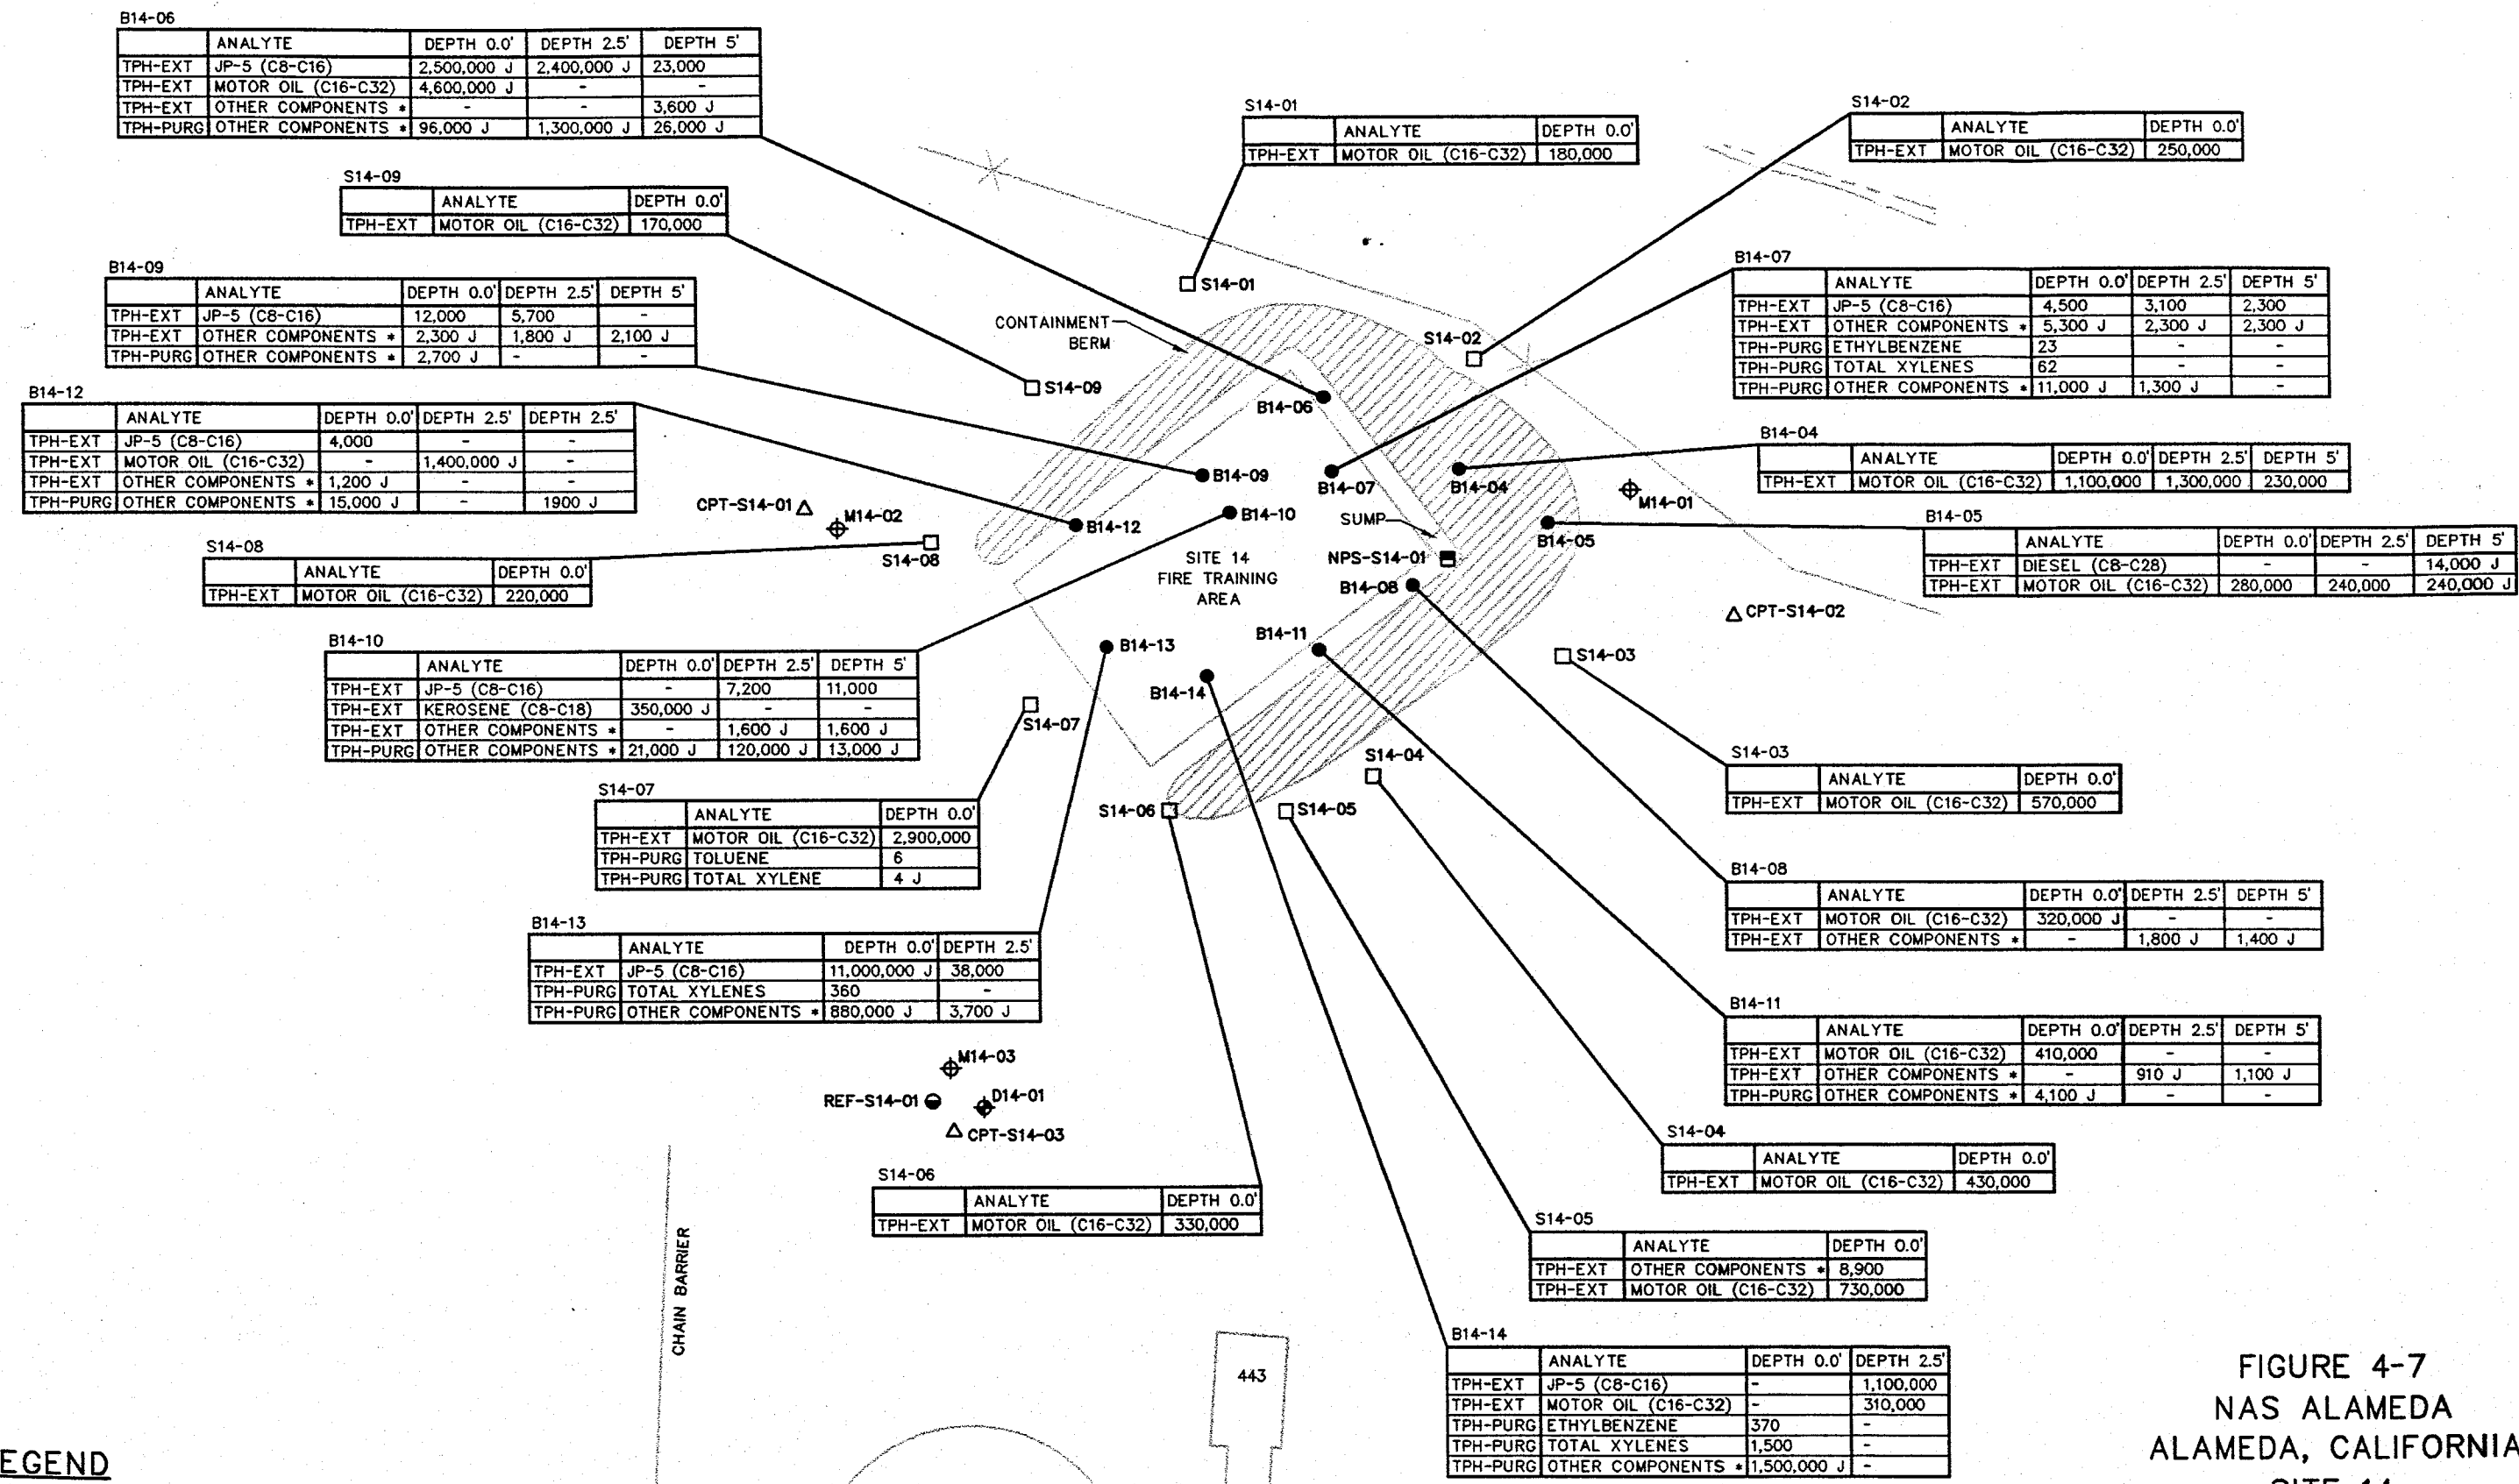 B14-06
ANALYTE DEPTH 0.0' DEPTH 2.5' DEPTH 5'
TPH-EXT JP-5 (C8-C16) 2,500,000 J 2,400,000 J 23,000
TPH-EXT MOTOR OIL (C16-C32) 4,600,000 J - -
TPH-EXT OTHER COMPONENTS * - - 3,600 J
TPH-PURG OTHER COMPONENTS * 96,000 J 1,300,000 J 26,000 J
S14-01
ANALYTE DEPTH 0.0'
TPH-EXT MOTOR OIL (C16-C32) 180,000
S14-02
ANALYTE DEPTH 0.0'
TPH-EXT MOTOR OIL (C16-C32) 250,000
S14-09
ANALYTE DEPTH 0.0'
TPH-EXT MOTOR OIL (C16-C32) 170,000
B14-09
ANALYTE DEPTH 0.0' DEPTH 2.5' DEPTH 5'
TPH-EXT JP-5 (C8-C16) 12,000 5,700 -
TPH-EXT OTHER COMPONENTS * 2,300 J 1,800 J 2,100 J
TPH-PURG OTHER COMPONENTS * 2,700 J - -
B14-07
ANALYTE DEPTH 0.0' DEPTH 2.5' DEPTH 5'
TPH-EXT JP-5 (C8-C16) 4,500 3,100 2,300
TPH-EXT OTHER COMPONENTS * 5,300 J 2,300 J 2,300 J
TPH-PURG ETHYLBENZENE 23 - -
TPH-PURG TOTAL XYLENES 62 - -
TPH-PURG OTHER COMPONENTS * 11,000 J 1,300 J -
B14-12
ANALYTE DEPTH 0.0' DEPTH 2.5' DEPTH 2.5'
TPH-EXT JP-5 (C8-C16) 4,000 - -
TPH-EXT MOTOR OIL (C16-C32) - 1,400,000 J -
TPH-EXT OTHER COMPONENTS * 1,200 J - -
TPH-PURG OTHER COMPONENTS * 15,000 J - 1900 J
B14-04
ANALYTE DEPTH 0.0' DEPTH 2.5' DEPTH 5'
TPH-EXT MOTOR OIL (C16-C32) 1,100,000 1,300,000 230,000
B14-05
ANALYTE DEPTH 0.0' DEPTH 2.5' DEPTH 5'
TPH-EXT DIESEL (C8-C28) - - 14,000 J
TPH-EXT MOTOR OIL (C16-C32) 280,000 240,000 240,000 J
S14-08
ANALYTE DEPTH 0.0'
TPH-EXT MOTOR OIL (C16-C32) 220,000
S14-01
CONTAINMENT
BERM
S14-02
S14-09
B14-06
B14-09
B14-07
B14-04
M14-01
CPT-S14-01
M14-02
B14-12
B14-10
SUMP
B14-05
S14-08
SITE 14
FIRE TRAINING
AREA
NPS-S14-01
B14-08
CPT-S14-02
B14-13
B14-11
S14-03
B14-14
S14-07
S14-04
S14-06
S14-05
B14-10
ANALYTE DEPTH 0.0' DEPTH 2.5' DEPTH 5'
TPH-EXT JP-5 (C8-C16) - 7,200 11,000
TPH-EXT KEROSENE (C8-C18) 350,000 J - -
TPH-EXT OTHER COMPONENTS * - 1,600 J 1,600 J
TPH-PURG OTHER COMPONENTS * 21,000 J 120,000 J 13,000 J
S14-03
ANALYTE DEPTH 0.0'
TPH-EXT MOTOR OIL (C16-C32) 570,000
S14-07
ANALYTE DEPTH 0.0'
TPH-EXT MOTOR OIL (C16-C32) 2,900,000
TPH-PURG TOLUENE 6
TPH-PURG TOTAL XYLENE 4 J
B14-08
ANALYTE DEPTH 0.0' DEPTH 2.5' DEPTH 5'
TPH-EXT MOTOR OIL (C16-C32) 320,000 J - -
TPH-EXT OTHER COMPONENTS * - 1,800 J 1,400 J
B14-13
ANALYTE DEPTH 0.0' DEPTH 2.5'
TPH-EXT JP-5 (C8-C16) 11,000,000 J 38,000
TPH-PURG TOTAL XYLENES 360 -
TPH-PURG OTHER COMPONENTS * 880,000 J 3,700 J
B14-11
ANALYTE DEPTH 0.0' DEPTH 2.5' DEPTH 5'
TPH-EXT MOTOR OIL (C16-C32) 410,000 - -
TPH-EXT OTHER COMPONENTS * - 910 J 1,100 J
TPH-PURG OTHER COMPONENTS * 4,100 J - -
M14-03
REF-S14-01
D14-01
CPT-S14-03
S14-04
ANALYTE DEPTH 0.0'
TPH-EXT MOTOR OIL (C16-C32) 430,000
S14-06
ANALYTE DEPTH 0.0'
TPH-EXT MOTOR OIL (C16-C32) 330,000
S14-05
ANALYTE DEPTH 0.0'
TPH-EXT OTHER COMPONENTS * 8,900
TPH-EXT MOTOR OIL (C16-C32) 730,000
CHAIN BARRIER
443
B14-14
ANALYTE DEPTH 0.0' DEPTH 2.5'
TPH-EXT JP-5 (C8-C16) - 1,100,000
TPH-EXT MOTOR OIL (C16-C32) - 310,000
TPH-PURG ETHYLBENZENE 370 -
TPH-PURG TOTAL XYLENES 1,500 -
TPH-PURG OTHER COMPONENTS * 1,500,000 J -
EGEND
FIGURE 4-7
NAS ALAMEDA
ALAMEDA, CALIFORNIA
SITE 14